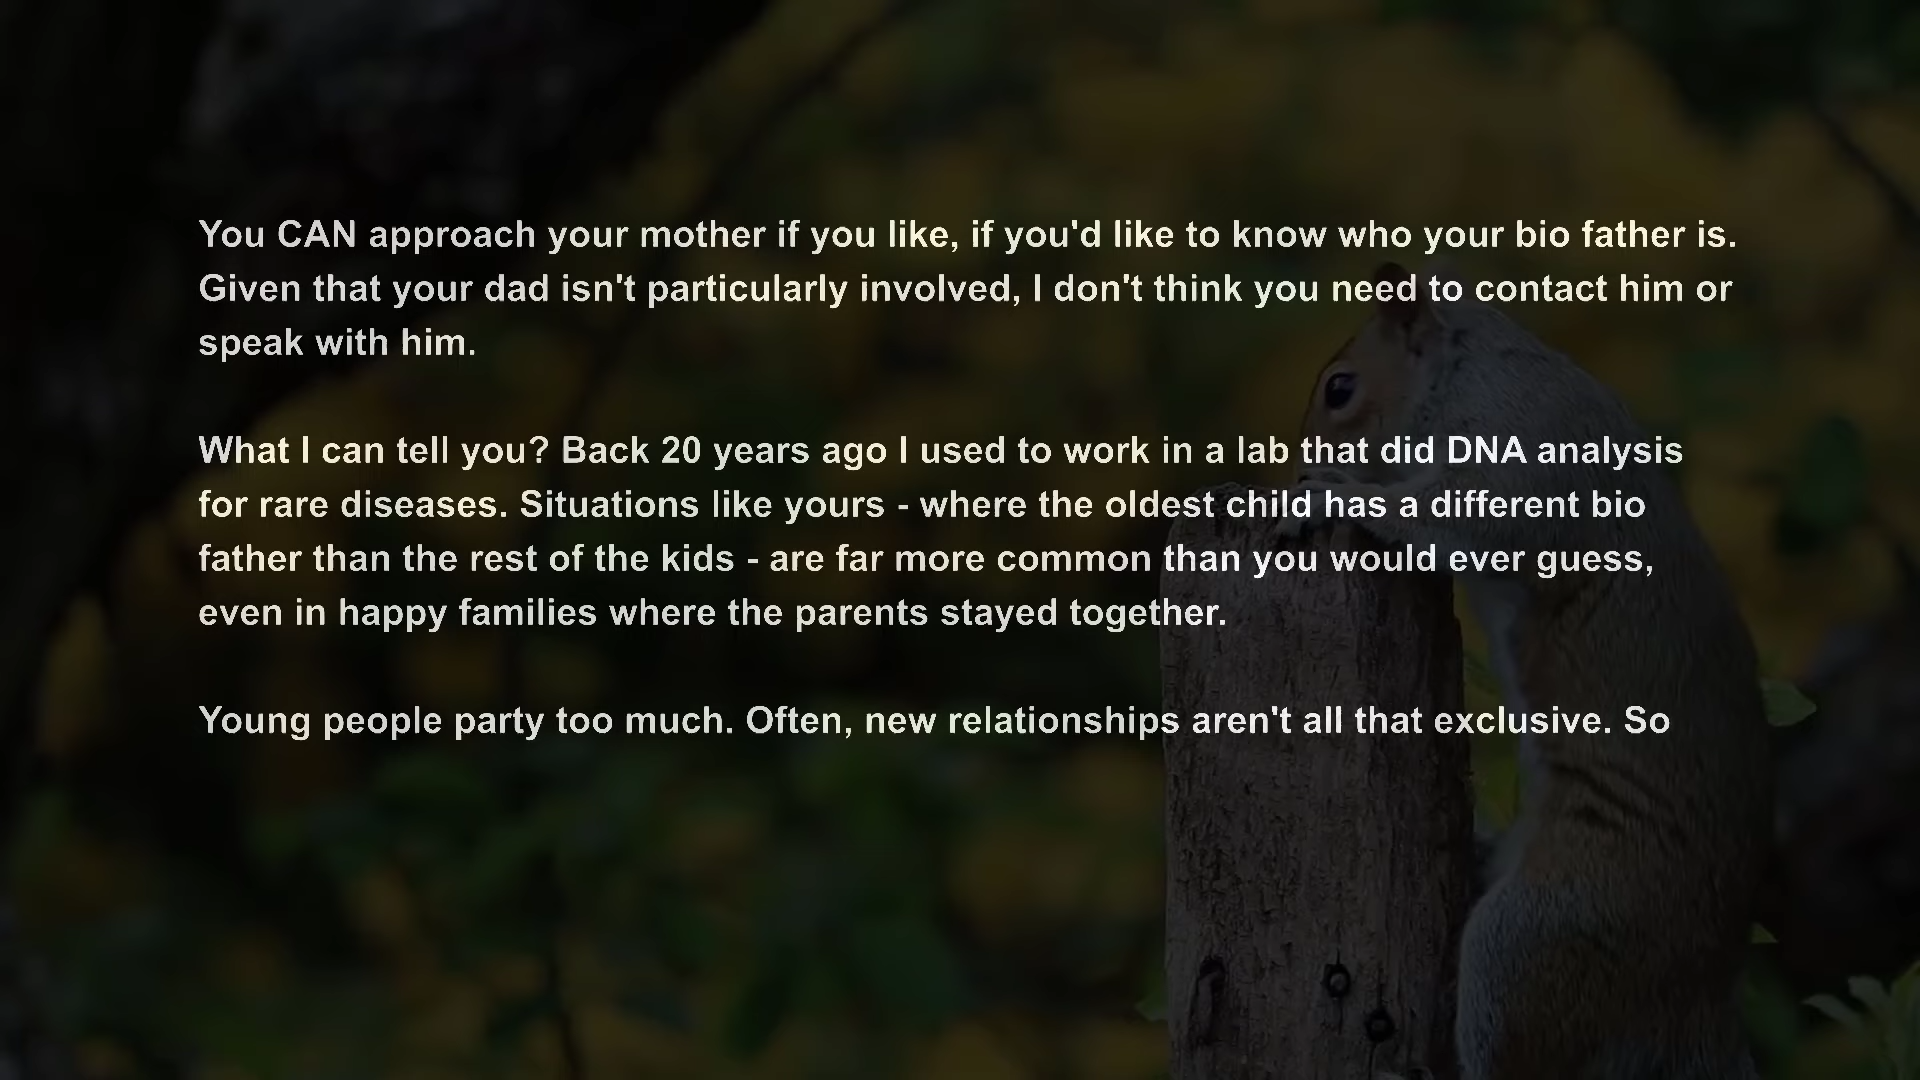 You CAN approach your mother if you like, if you'd like to know who your bio father is.
Given that your dad isn't particularly involved, I don't think you need to contact him or
speak with him.
What I can tell you? Back 20 years ago I used to work in a lab that did DNA analysis
for rare diseases. Situations like yours - where the oldest child has a different bio
father than the rest of the kids - are far more common than you would ever guess,
even in happy families where the parents stayed together.
Young people party too much. Often, new relationships aren't all that exclusive. So